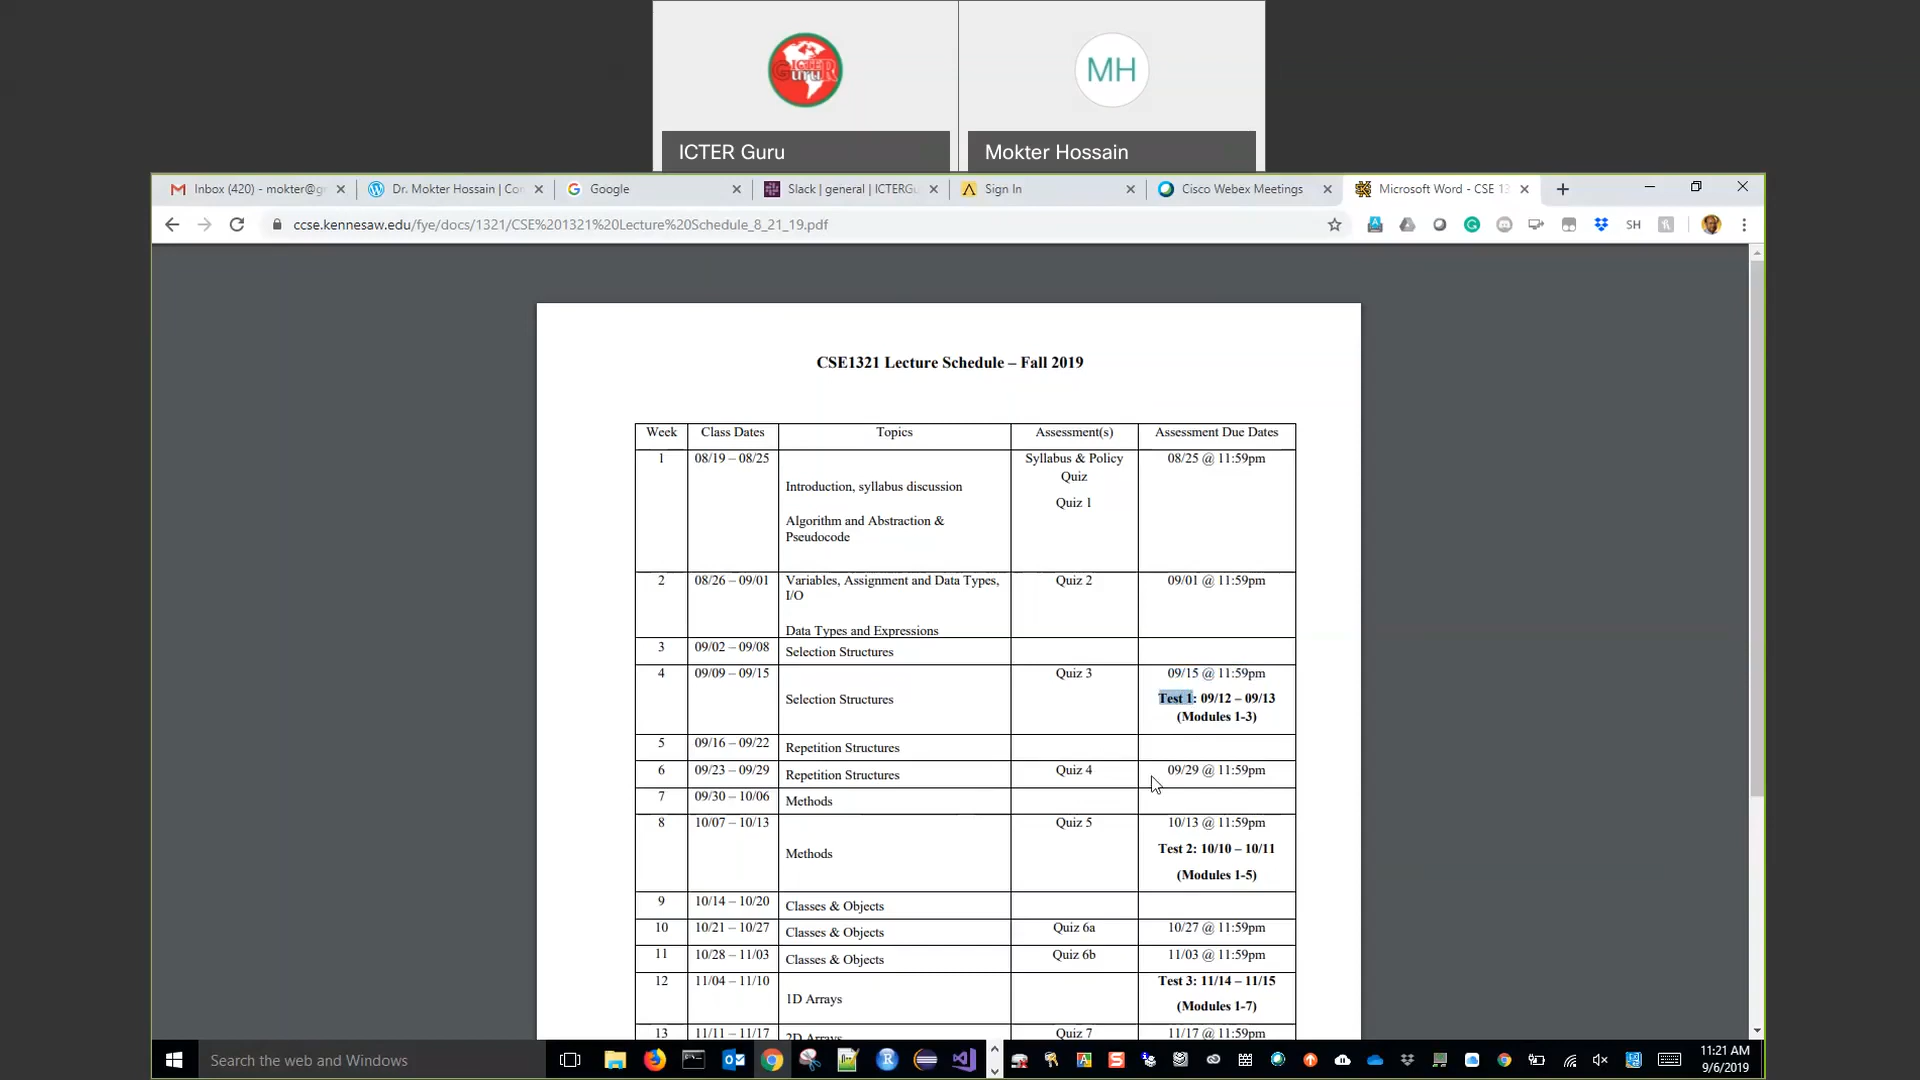 ICTER
GuruR
MH
ICTER Guru
Mokter Hossain
Inbox (420) - mokter@g
Dr. Mokter Hossain | Con
Google
Slack | general | ICTERGu
Sign In
Cisco Webex Meetings
Microsoft Word - CSE 13
ccse.kennesaw.edu/fye/docs/1321/CSE%201321%20Lecture%20Schedule_8_21_19.pdf
SH
CSE1321 Lecture Schedule – Fall 2019
Week Class Dates Topics Assessment(s) Assessment Due Dates
1 08/19 – 08/25 Syllabus & Policy 08/25 @ 11:59pm
Quiz
Introduction, syllabus discussion
Quiz 1
Algorithm and Abstraction &
Pseudocode
2 08/26 – 09/01 Variables, Assignment and Data Types, Quiz 2 09/01 @ 11:59pm
I/O
Data Types and Expressions
3 09/02 – 09/08 Selection Structures
4 09/09 – 09/15 Quiz 3 09/15 @ 11:59pm
Selection Structures Test 1: 09/12 – 09/13
(Modules 1-3)
5 09/16 – 09/22 Repetition Structures
6 09/23 – 09/29 Repetition Structures Quiz 4 09/29 @ 11:59pm
7 09/30 – 10/06 Methods
8 10/07 – 10/13 Quiz 5 10/13 @ 11:59pm
Methods Test 2: 10/10 – 10/11
(Modules 1-5)
9 10/14 – 10/20 Classes & Objects
10 10/21 – 10/27 Classes & Objects Quiz 6a 10/27 @ 11:59pm
11 10/28 – 11/03 Classes & Objects Quiz 6b 11/03 @ 11:59pm
12 11/04 – 11/10 Test 3: 11/14 – 11/15
1D Arrays
(Modules 1-7)
13 11/11 – 11/17 2D Arrays Quiz 7 11/17 @ 11:59pm
Search the web and Windows
11:21 AM
9/6/2019